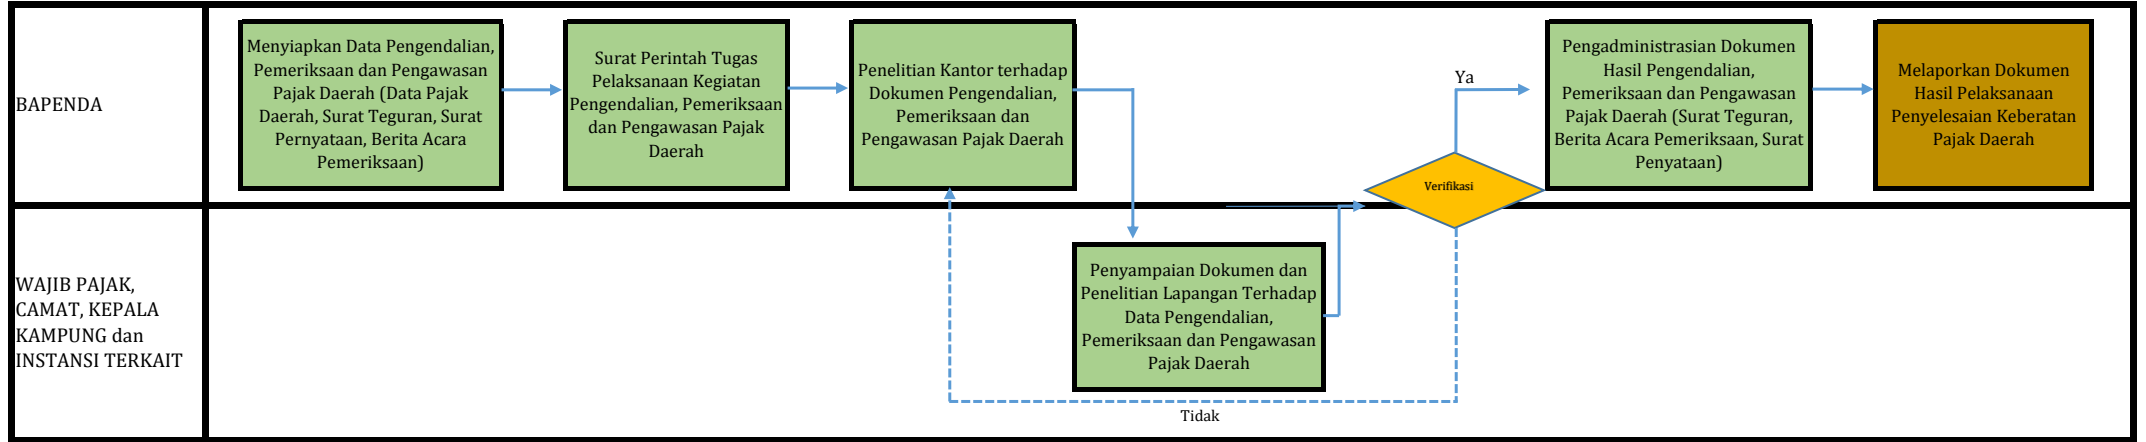 BAPENDA
Menyiapkan Data Pengendalian,
Pemeriksaan dan Pengawasan
Pajak Daerah (Data Pajak
Daerah, Surat Teguran, Surat
Pernyataan, Berita Acara
Pemeriksaan)
Surat Perintah Tugas
Pelaksanaan Kegiatan
Pengendalian, Pemeriksaan
dan Pengawasan Pajak
Daerah
Penelitian Kantor terhadap
Dokumen Pengendalian,
Pemeriksaan dan
Pengawasan Pajak Daerah
Ya
Verifikasi
Pengadministrasian Dokumen
Hasil Pengendalian,
Pemeriksaan dan Pengawasan
Pajak Daerah (Surat Teguran,
Berita Acara Pemeriksaan, Surat
Penyataan)
Melaporkan Dokumen
Hasil Pelaksanaan
Penyelesaian Keberatan
Pajak Daerah
WAJIB PAJAK,
CAMAT, KEPALA
KAMPUNG dan
INSTANSI TERKAIT
Penyampaian Dokumen dan
Penelitian Lapangan Terhadap
Data Pengendalian,
Pemeriksaan dan Pengawasan
Pajak Daerah
Tidak